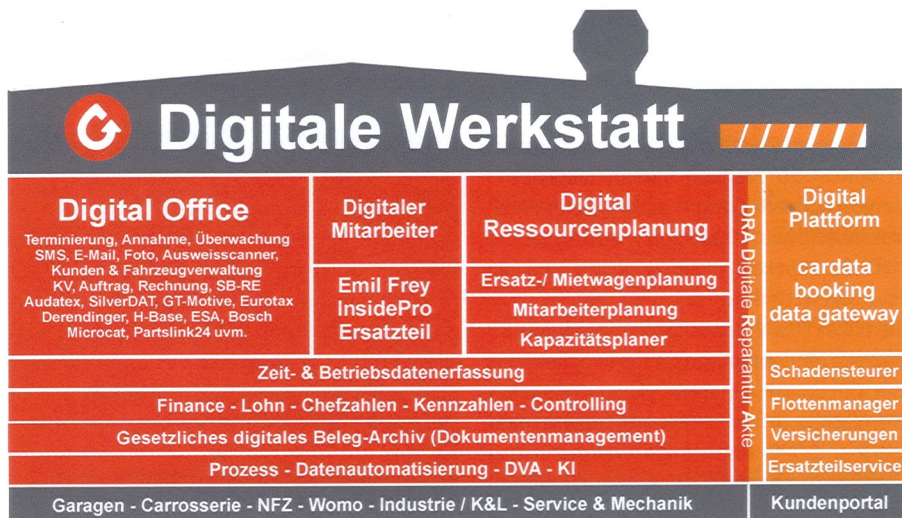 Digitale Werkstatt
Digital Office
Terminierung, Annahme, Überwachung
SMS, E-Mail, Foto, Ausweisscanner,
Kunden & Fahrzeugverwaltung
KV, Auftrag, Rechnung, SB-RE
Audatex, SilverDAT, GT-Motive, Eurotax
Derendinger, H-Base, ESA, Bosch
Microcat, Partslink24 uvm.
Digitaler
Mitarbeiter
Emil Frey
InsidePro
Ersatzteil
Digital
Ressourcenplanung
Ersatz-/ Mietwagenplanung
Mitarbeiterplanung
Kapazitätsplaner
Zeit- & Betriebsdatenerfassung
Finance - Lohn - Chefzahlen - Kennzahlen - Controlling
Gesetzliches digitales Beleg-Archiv (Dokumentenmanagement)
Prozess - Datenautomatisierung - DVA - KI
DRA Digitale Reparantur Akte
Digital
Plattform
cardata
booking
data gateway
Schadensteurer
Flottenmanager
Versicherungen
Ersatzteilservice
Garagen - Carrosserie - NFZ - Womo - Industrie / K&L - Service & Mechanik
Kundenportal